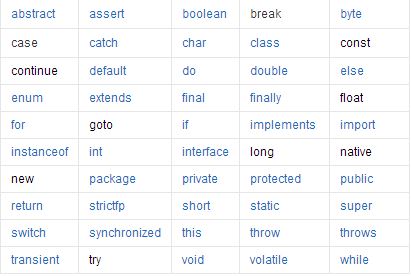 abstract assert boolean break byte
case catch char class const
continue default do double else
enum extends final finally float
for goto if implements import
instanceof int interface long native
new package private protected public
return strictfp short static super
switch synchronized this throw throws
transient try void volatile while